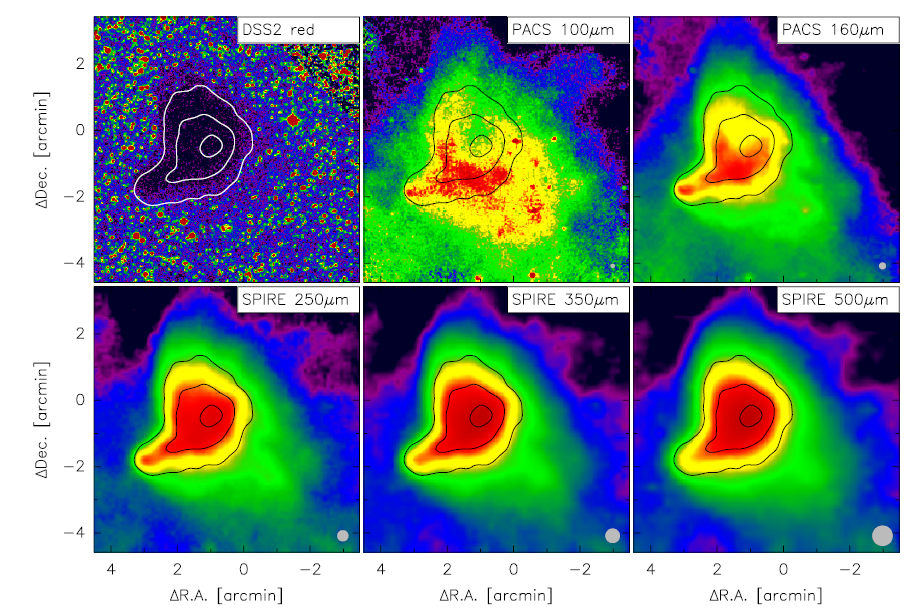 DSS2 red
PACS 100μm
PACS 160μm
2
0
−2
−4
ΔDec. [arcmin]
SPIRE 250μm
SPIRE 350μm
SPIRE 500μm
2
0
−2
−4
ΔDec. [arcmin]
4 2 0 −2 4 2 0 −2 4 2 0 −2
ΔR.A. [arcmin] ΔR.A. [arcmin] ΔR.A. [arcmin]